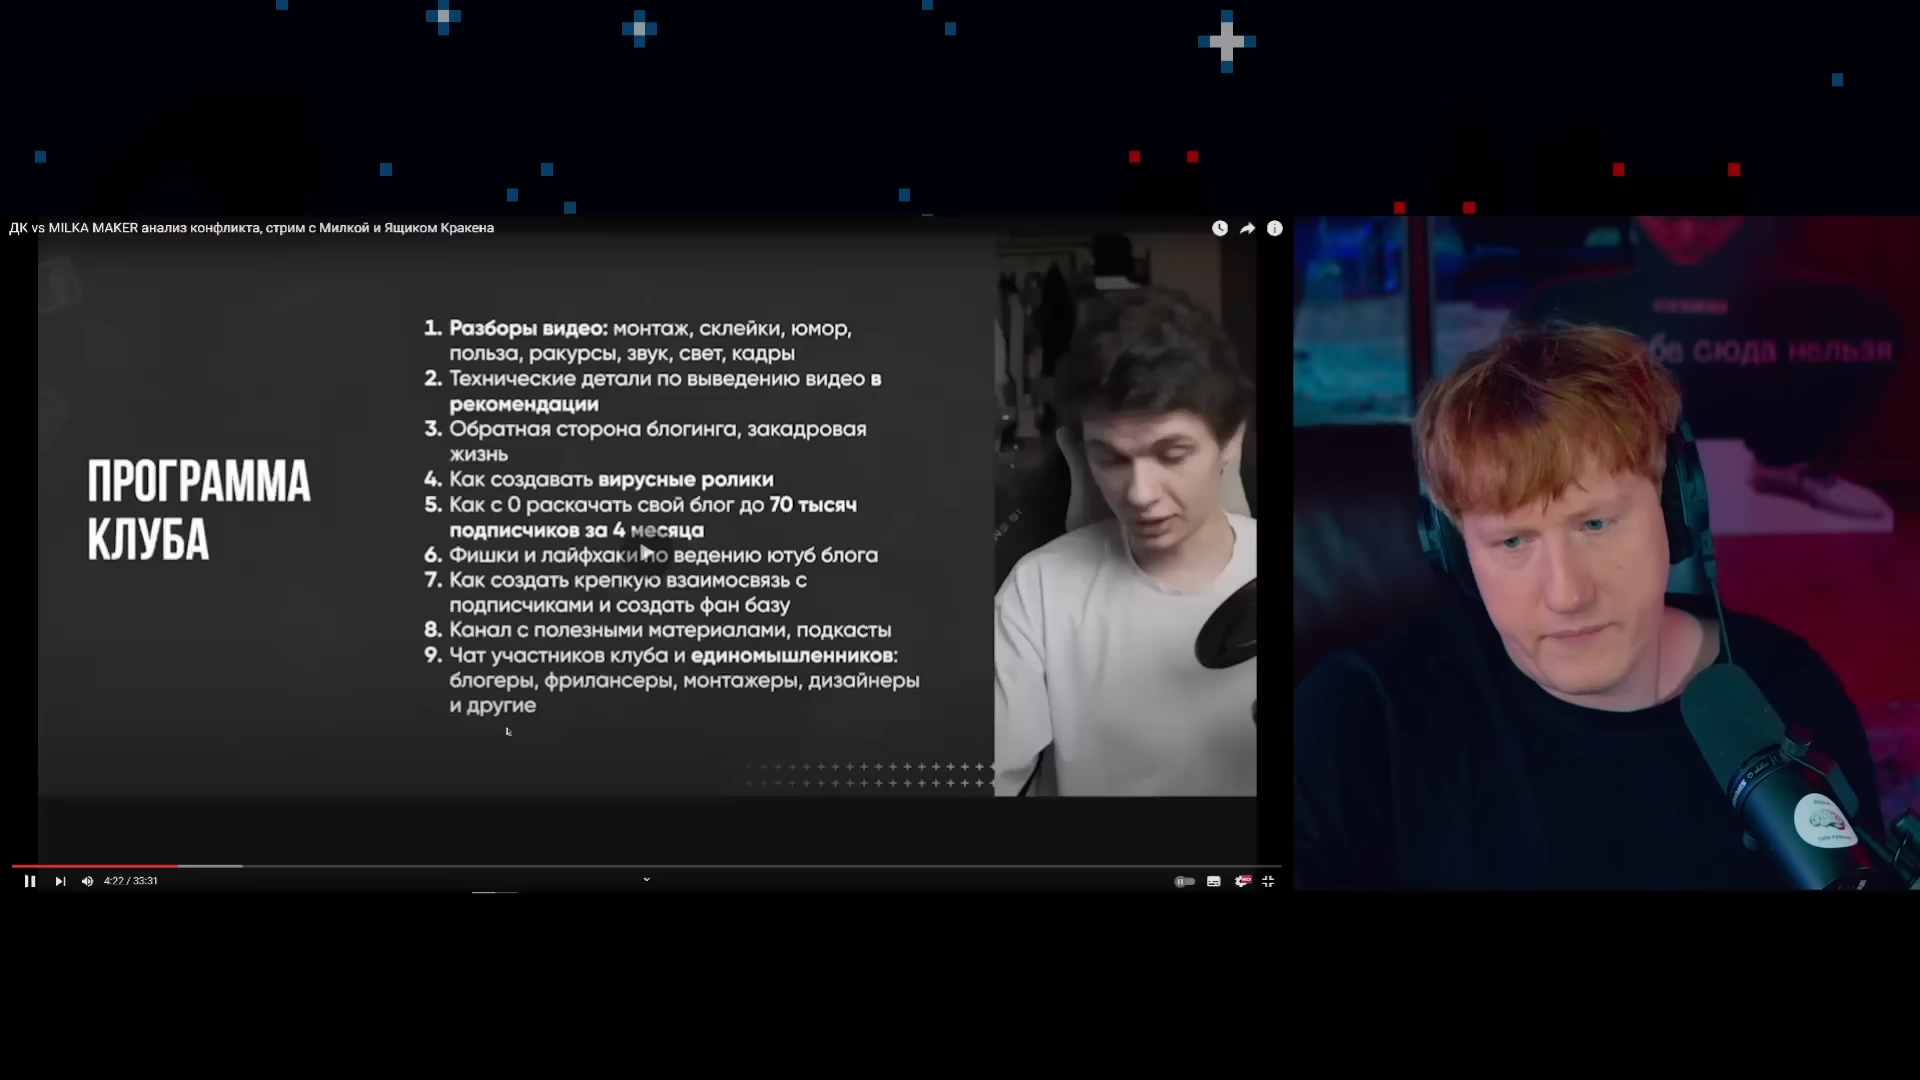 ДК vs MILKA MAKER анализ конфликта, стрим с Милкой и Ящиком Кракена
ПРОГРАММА
КЛУБА
1. Разборы видео: монтаж, склейки, юмор,
польза, ракурсы, звук, свет, кадры
2. Технические детали по выведению видео в
рекомендации
3. Обратная сторона блогинга, закадровая
жизнь
4. Как создавать вирусные ролики
5. Как с 0 раскачать свой блог до 70 тысяч
подписчиков за 4 месяца
6. Фишки и лайфхаки по ведению ютуб блога
7. Как создать крепкую взаимосвязь с
подписчиками и создать фан базу
8. Канал с полезными материалами, подкасты
9. Чат участников клуба и единомышленников:
блогеры, фрилансеры, монтажеры, дизайнеры
и другие
сюда нельзя
4:22 / 33:31